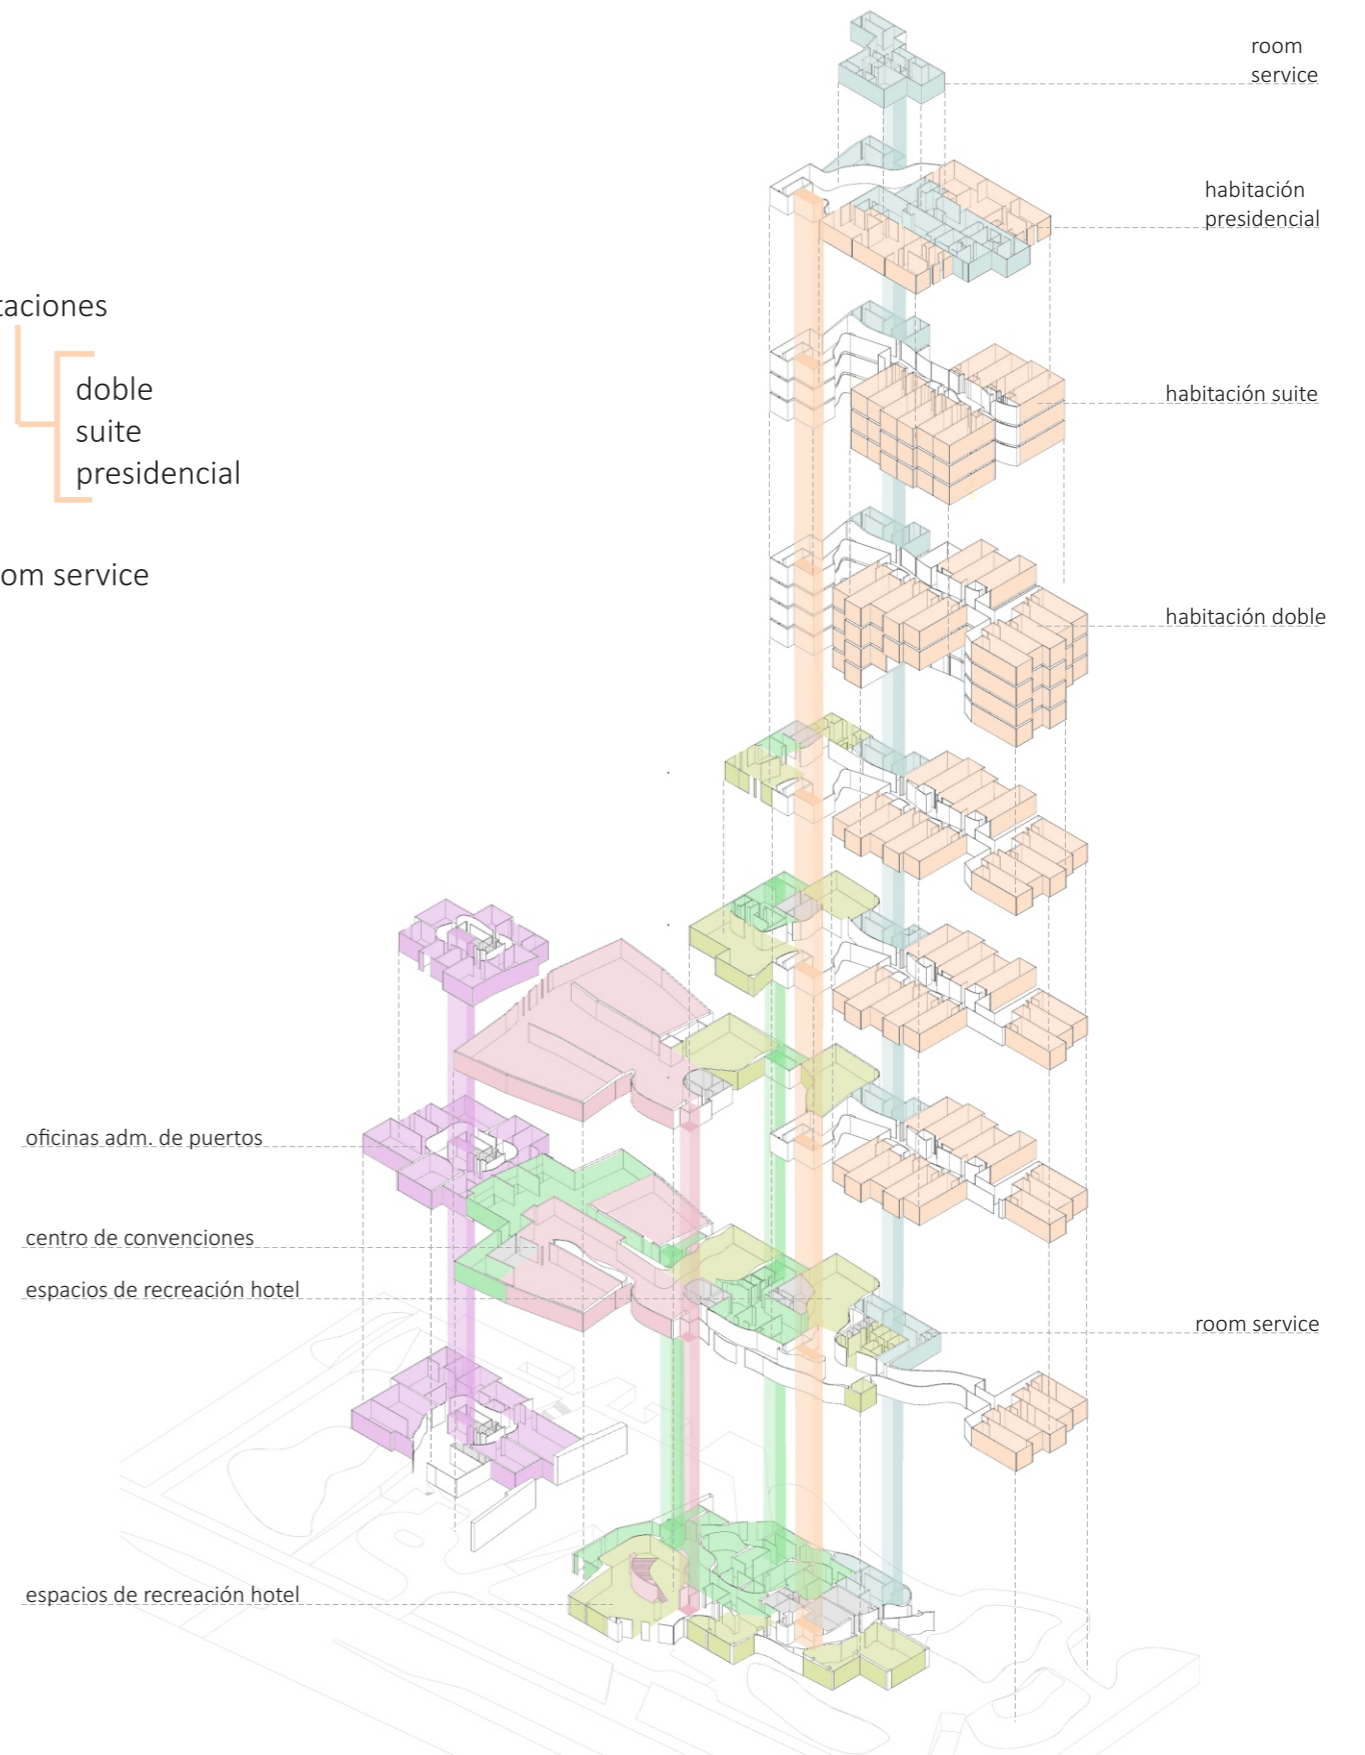 room
service
habitación
presidencial
taciones
doble
suite
presidencial
habitación suite
om service
habitación doble
oficinas adm. de puertos
centro de convenciones
espacios de recreación hotel
room service
espacios de recreación hotel